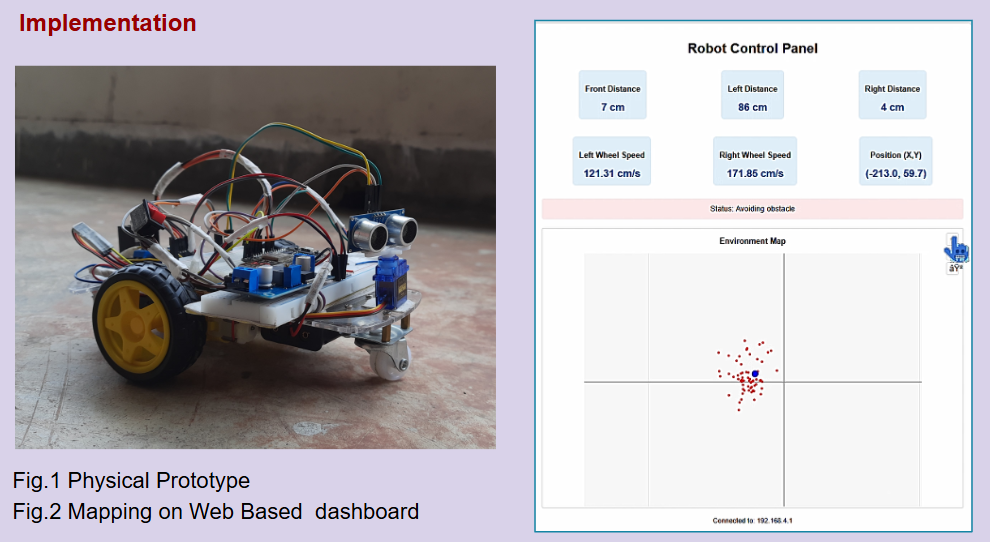 Implementation
Robot Control Panel
Front Distance
7 cm
Left Distance
86 cm
Right Distance
4 cm
Left Wheel Speed
121.31 cm/s
Right Wheel Speed
171.85 cm/s
Position (X,Y)
(-213.0, 59.7)
Status: Avoiding obstacle
Environment Map
Connected to: 192.168.4.1
Fig.1 Physical Prototype
Fig.2 Mapping on Web Based dashboard